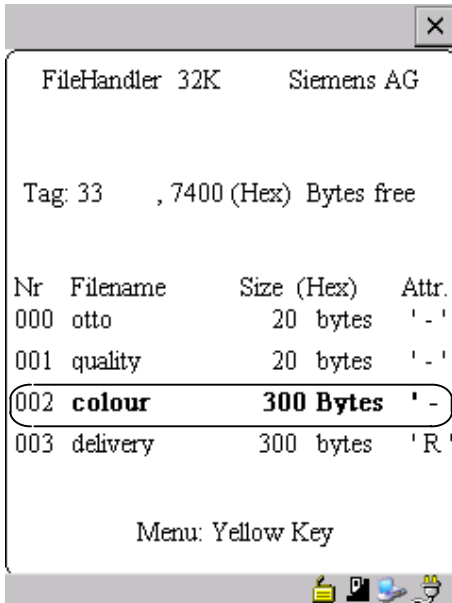 FileHandler 32K Siemens AG
Tag: 33 , 7400 (Hex) Bytes free
Nr Filename Size (Hex) Attr.
000 otto 20 bytes ' - '
001 quality 20 bytes ' - '
002 colour 300 Bytes ' -
003 delivery 300 bytes ' R '
Menu: Yellow Key